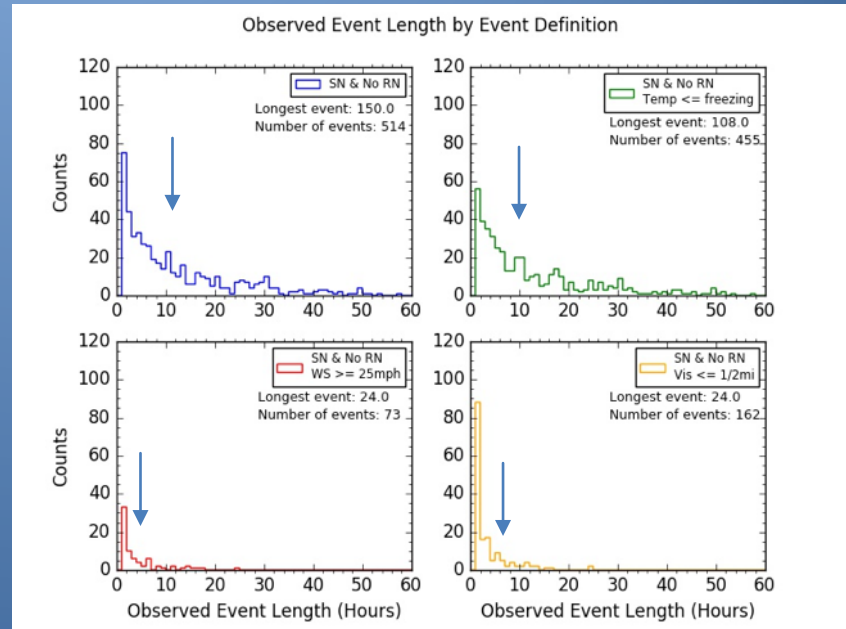 Observed Event Length by Event Definition
120
100
80
60
40
20
0
Counts
SN & No RN
Longest event: 150.0
Number of events: 514
0 10 20 30 40 50 60
120
100
80
60
40
20
0
SN & No RN
Temp <= freezing
Longest event: 108.0
Number of events: 455
0 10 20 30 40 50 60
120
100
80
60
40
20
0
Counts
SN & No RN
WS >= 25mph
Longest event: 24.0
Number of events: 73
0 10 20 30 40 50 60
Observed Event Length (Hours)
120
100
80
60
40
20
0
SN & No RN
Vis <= 1/2mi
Longest event: 24.0
Number of events: 162
0 10 20 30 40 50 60
Observed Event Length (Hours)